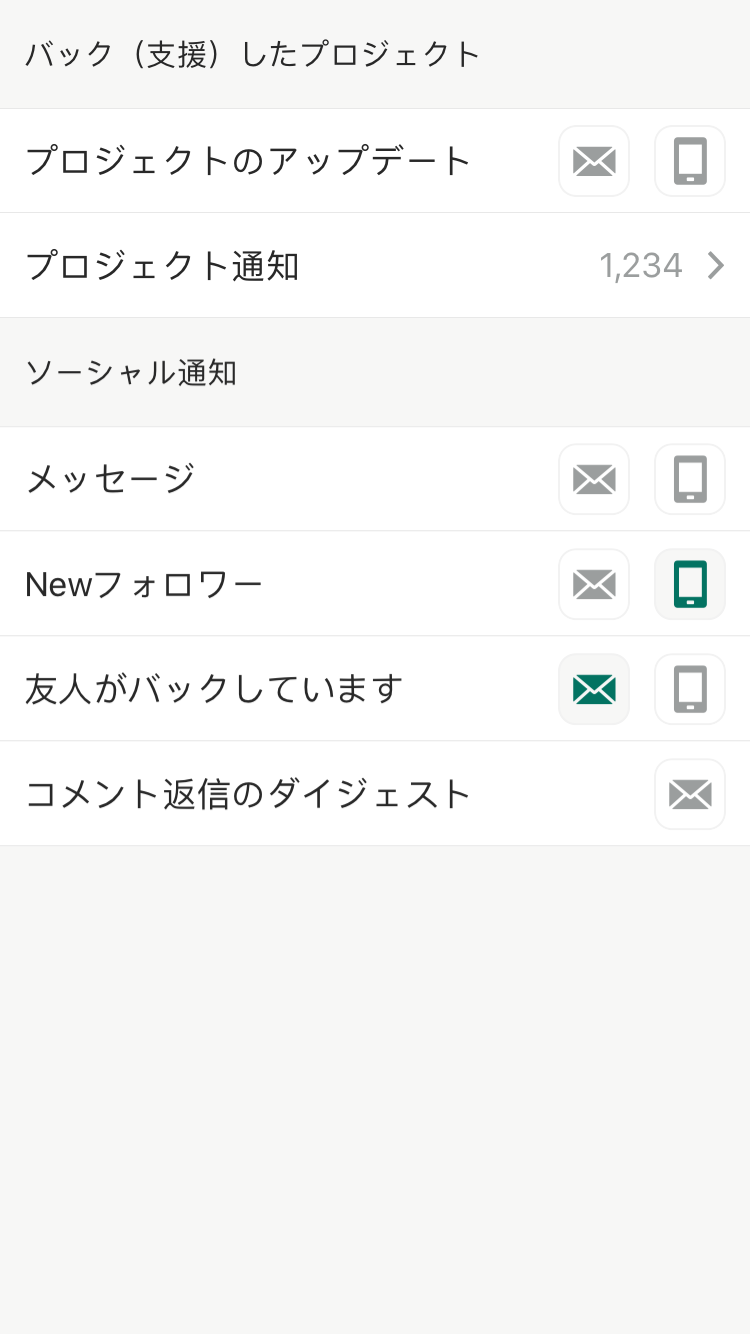 バック（支援）したプロジェクト
プロジェクトのアップデート
プロジェクト通知 1,234
ソーシャル通知
メッセージ
Newフォロワー
友人がバックしています
コメント返信のダイジェスト